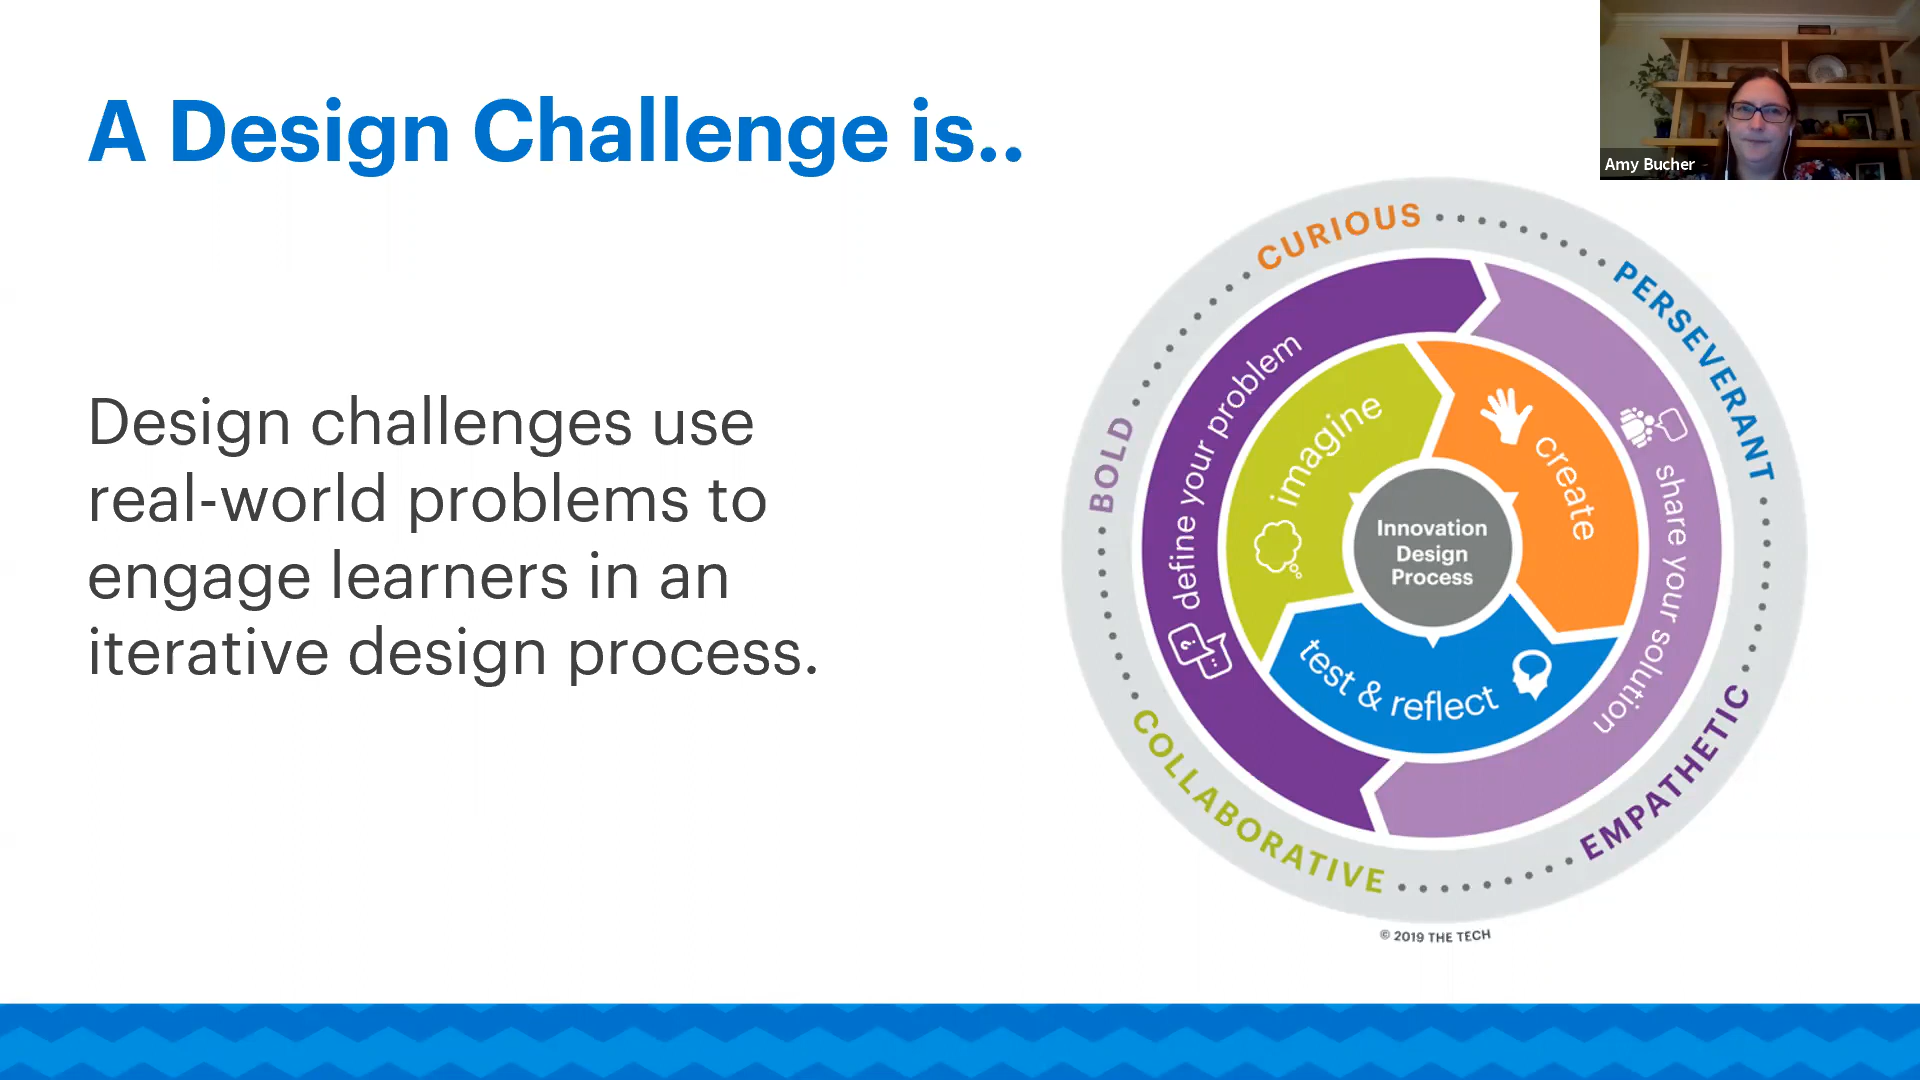 A Design Challenge is..
Amy Bucher
Design challenges use
real-world problems to
engage learners in an
iterative design process.
CURIOUS
PERSEVERANT
EMPATHETIC
COLLABORATIVE
BOLD
define your problem
share your solution
imagine
create
test & reflect
Innovation
Design
Process
© 2019 THE TECH